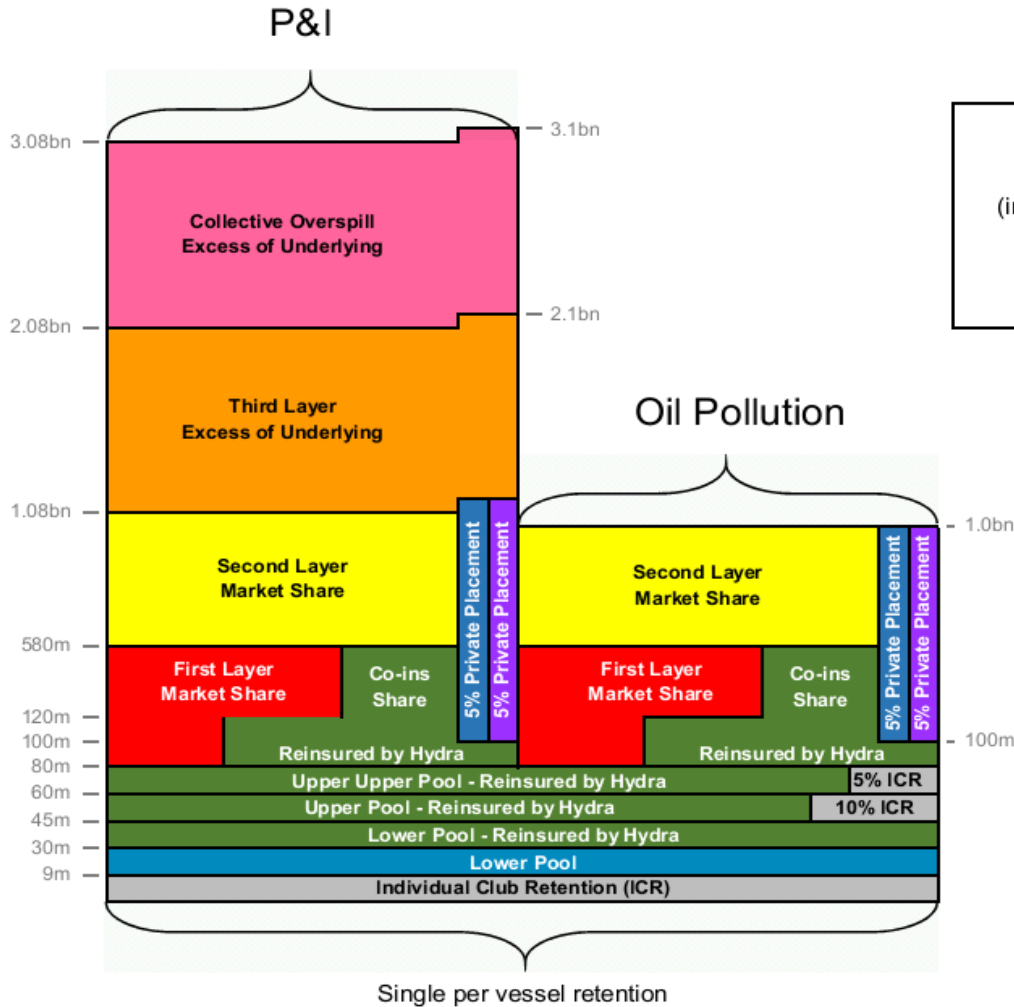 P&I
3.08bn
3.1bn
(i
Collective Overspill
Excess of Underlying
2.08bn
2.1bn
Third Layer
Excess of Underlying
Oil Pollution
1.08bn
1.0bn
Second Layer
Market Share
5% Private Placement
5% Private Placement
Second Layer
Market Share
5% Private Placement
5% Private Placement
580m
First Layer
Market Share
Co-ins
Share
First Layer
Market Share
Co-ins
Share
120m
100m
100m
Reinsured by Hydra
Reinsured by Hydra
80m
Upper Upper Pool - Reinsured by Hydra
5% ICR
60m
Upper Pool - Reinsured by Hydra
10% ICR
45m
Lower Pool - Reinsured by Hydra
30m
Lower Pool
9m
Individual Club Retention (ICR)
Single per vessel retention